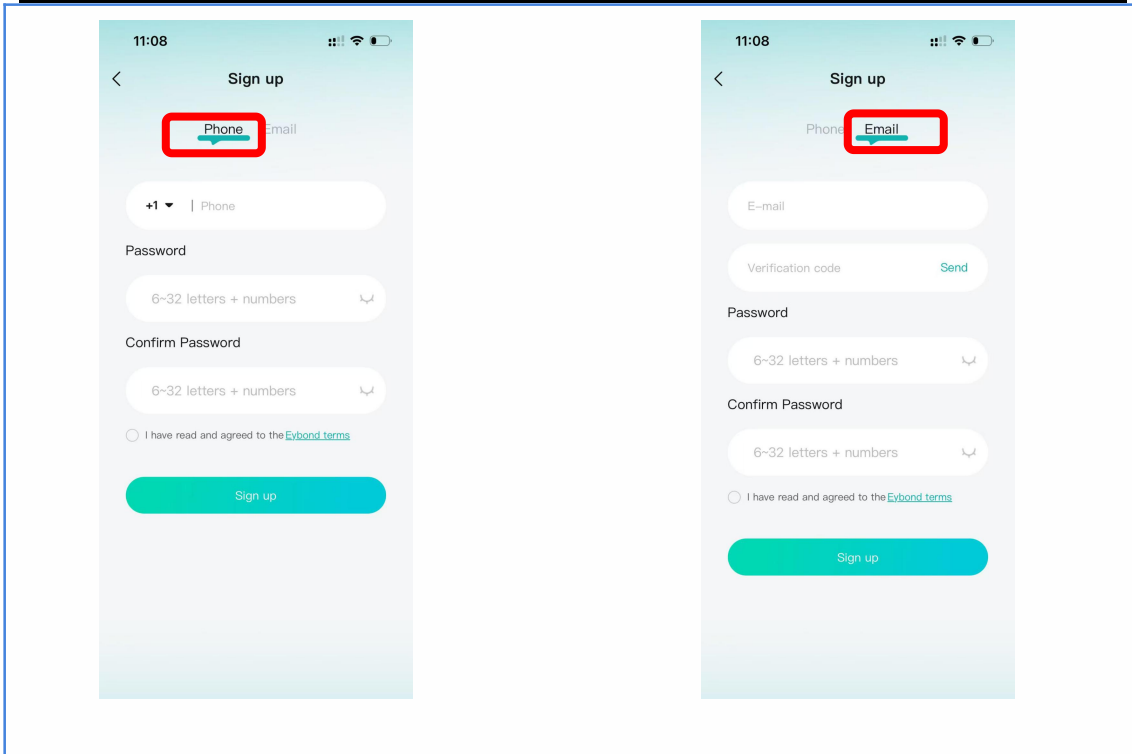 11:08
Sign up
Phone Email
+1 | Phone
Password
6~32 letters + numbers
Confirm Password
6~32 letters + numbers
I have read and agreed to the Eybond terms
Sign up
11:08
Sign up
Phone Email
E-mail
Verification code Send
Password
6~32 letters + numbers
Confirm Password
6~32 letters + numbers
I have read and agreed to the Eybond terms
Sign up